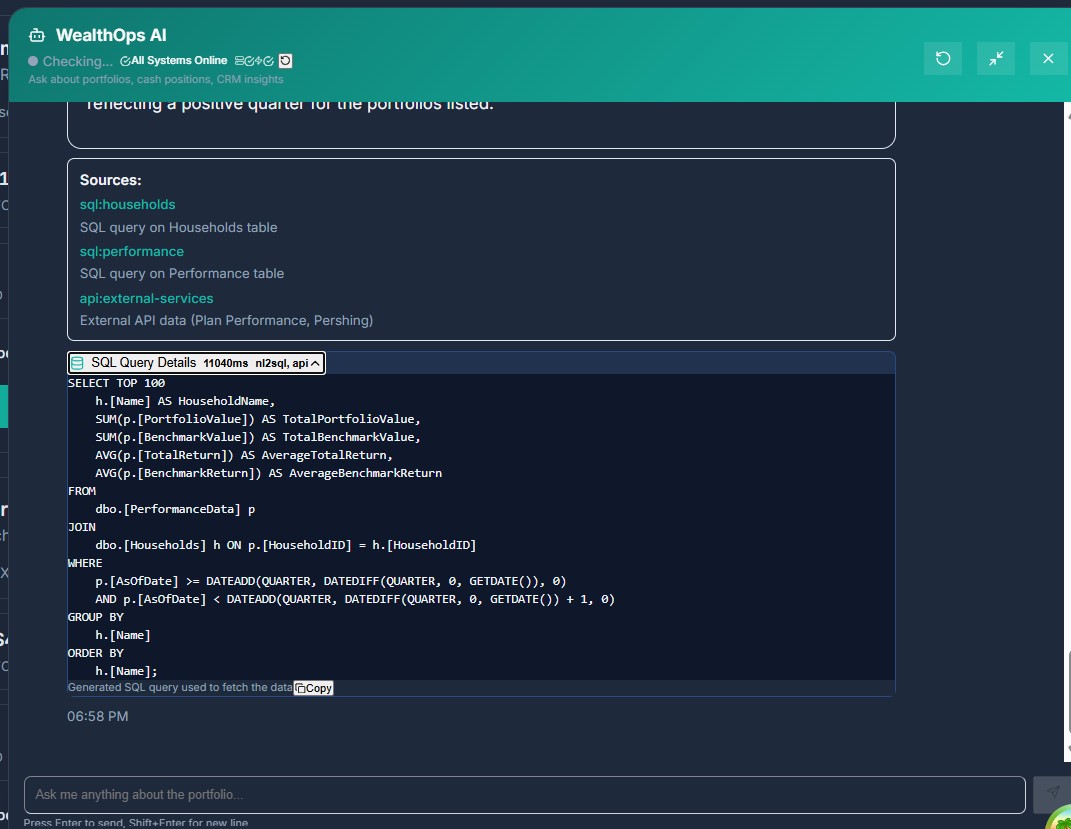 WealthOps AI
Checking... All Systems Online
Ask about portfolios, cash positions, CRM insights
reflecting a positive quarter for the portfolios listed.
Sources:
sql:households
SQL query on Households table
sql:performance
SQL query on Performance table
api:external-services
External API data (Plan Performance, Pershing)
SQL Query Details 11040ms nl2sql, api
SELECT TOP 100
h.[Name] AS HouseholdName,
SUM(p.[PortfolioValue]) AS TotalPortfolioValue,
SUM(p.[BenchmarkValue]) AS TotalBenchmarkValue,
AVG(p.[TotalReturn]) AS AverageTotalReturn,
AVG(p.[BenchmarkReturn]) AS AverageBenchmarkReturn
FROM
dbo.[PerformanceData] p
JOIN
dbo.[Households] h ON p.[HouseholdID] = h.[HouseholdID]
WHERE
p.[AsOfDate] >= DATEADD(QUARTER, DATEDIFF(QUARTER, 0, GETDATE()), 0)
AND p.[AsOfDate] < DATEADD(QUARTER, DATEDIFF(QUARTER, 0, GETDATE()) + 1, 0)
GROUP BY
h.[Name]
ORDER BY
h.[Name];
Generated SQL query used to fetch the data Copy
06:58 PM
Ask me anything about the portfolio...
Press Enter to send, Shift+Enter for new line